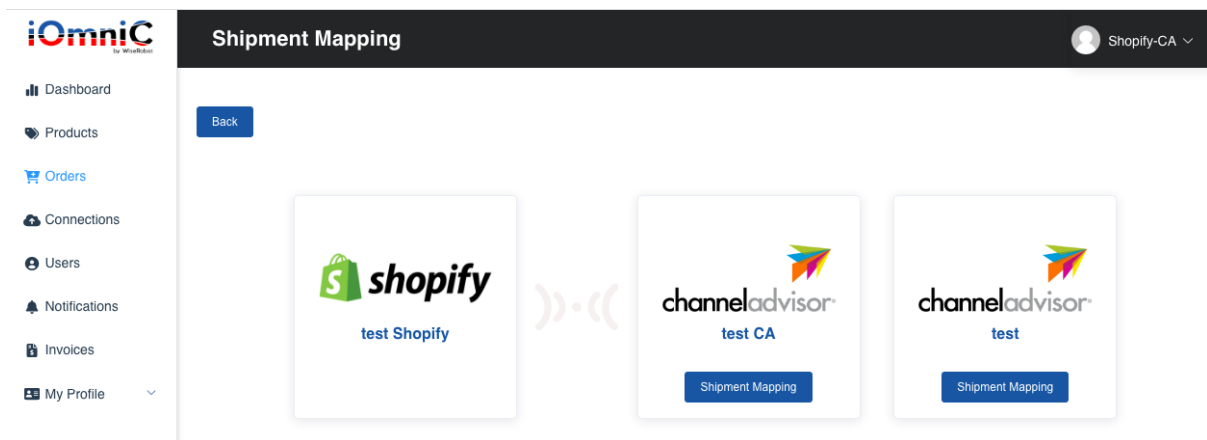 iOmniC
by WiseRobot
Shipment Mapping
Shopify-CA
Dashboard
Products
Orders
Connections
Users
Notifications
Invoices
My Profile
Back
shopify
test Shopify
channeladvisor
test CA
Shipment Mapping
channeladvisor
test
Shipment Mapping